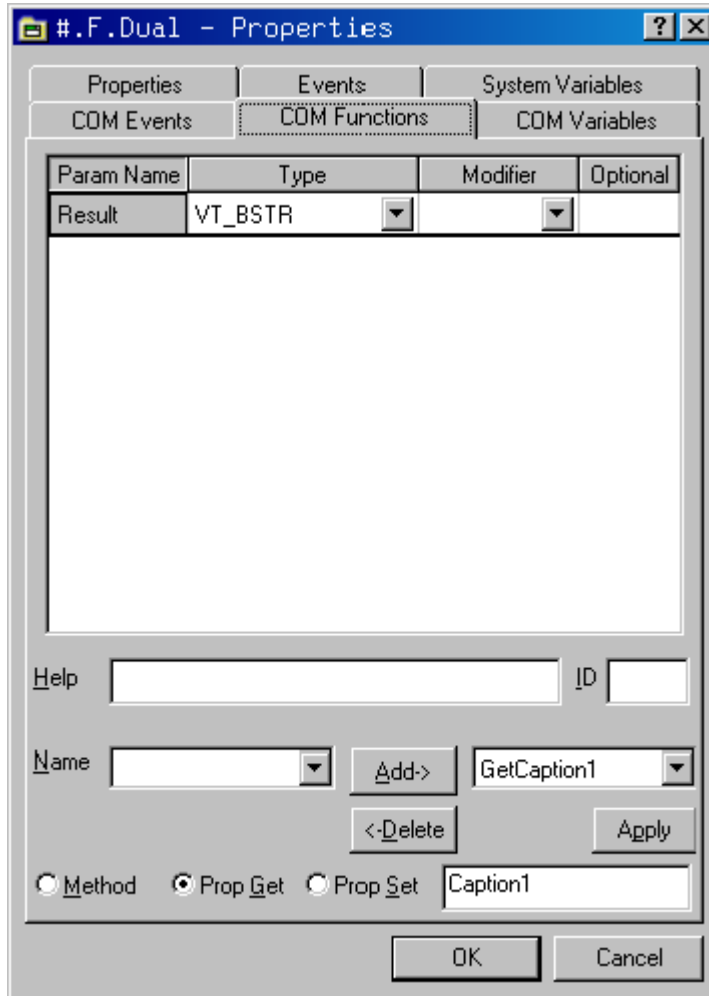 #.F.Dual - Properties ? X
Properties Events System Variables
COM Events COM Functions COM Variables
Param Name Type Modifier Optional
Result VT_BSTR
Help ID
Name Add-> GetCaption1
<-Delete Apply
Method Prop Get Prop Set Caption1
OK Cancel